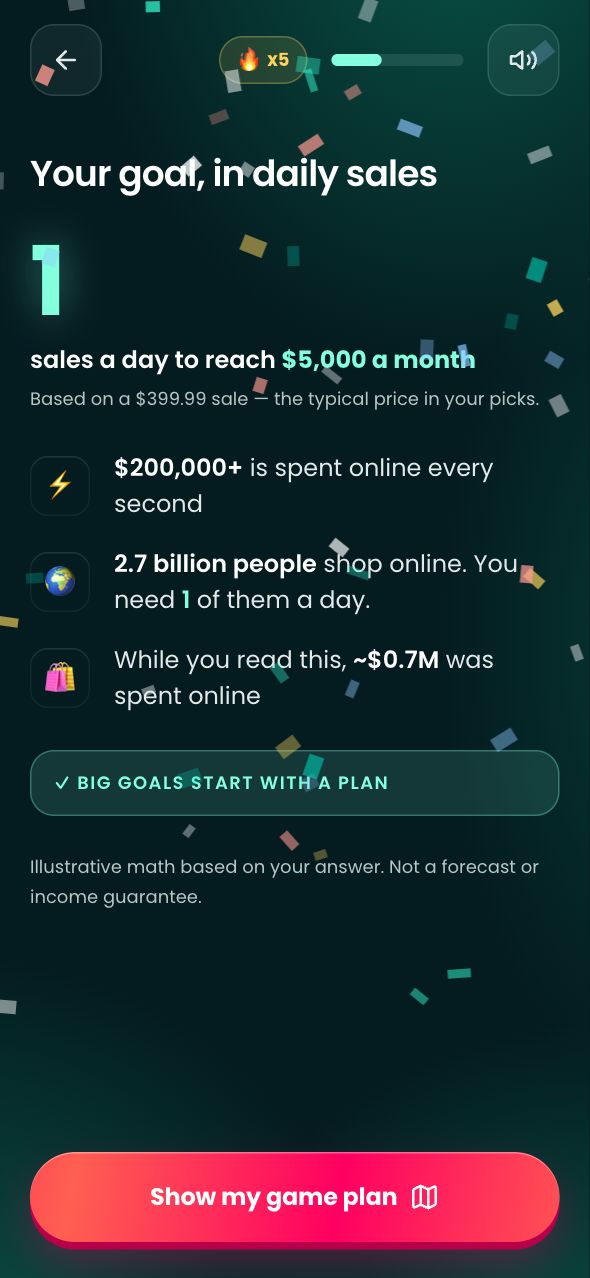 🔥 x5
Your goal, in daily sales
1
sales a day to reach $5,000 a month
Based on a $399.99 sale — the typical price in your picks.
$200,000+ is spent online every
second
2.7 billion people shop online. You
need 1 of them a day.
While you read this, ~$0.7M was
spent online
✓ BIG GOALS START WITH A PLAN
Illustrative math based on your answer. Not a forecast or
income guarantee.
Show my game plan